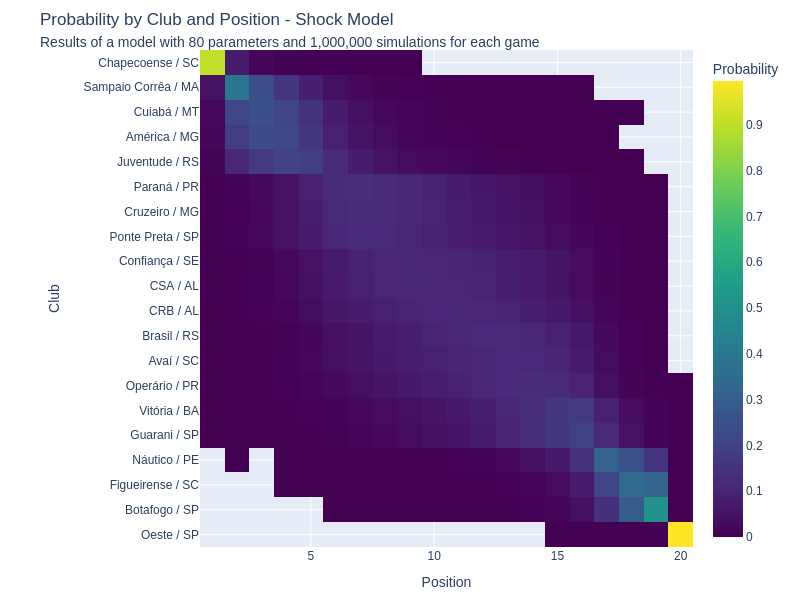 Probability by Club and Position - Shock Model
Results of a model with 80 parameters and 1,000,000 simulations for each game
Probability
Chapecoense / SC
Sampaio Corrêa / MA
Cuiabá / MT
América / MG
Juventude / RS
Paraná / PR
Cruzeiro / MG
Ponte Preta / SP
Confiança / SE
CSA / AL
CRB / AL
Brasil / RS
Avaí / SC
Operário / PR
Vitória / BA
Guarani / SP
Náutico / PE
Figueirense / SC
Botafogo / SP
Oeste / SP
Club
5
10
15
20
Position
0.9
0.8
0.7
0.6
0.5
0.4
0.3
0.2
0.1
0